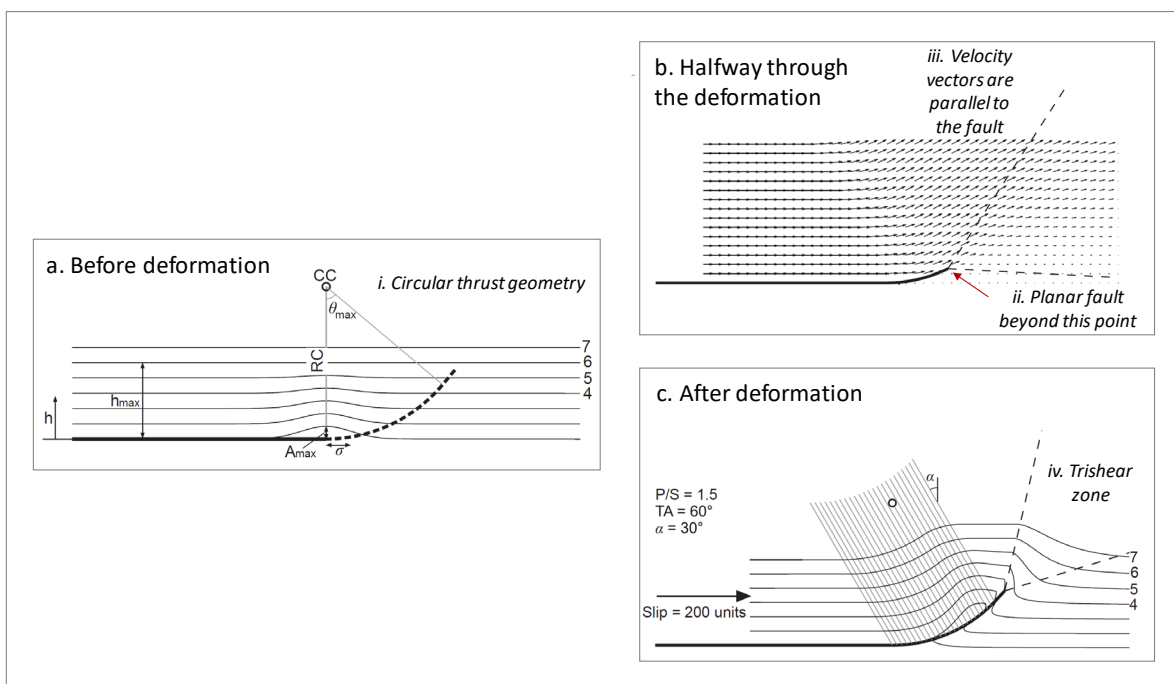 a. Before deformation
CC
i. Circular thrust geometry
θmax
RC
7
6
5
4
hmax
h
Amax
σ
b. Halfway through
the deformation
iii. Velocity
vectors are
parallel to
the fault
ii. Planar fault
beyond this point
c. After deformation
α
iv. Trishear
zone
P/S = 1.5
TA = 60°
α = 30°
7
6
5
4
Slip = 200 units